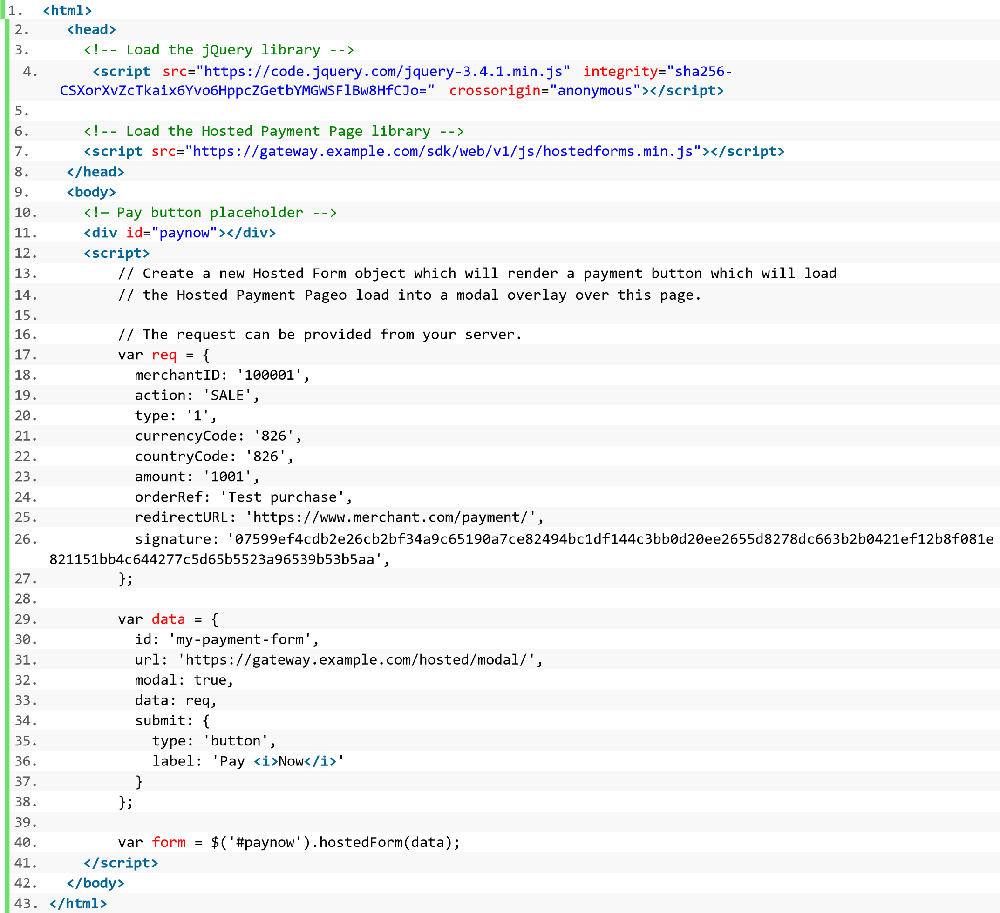 1. <html>
2. <head>
3. <!-- Load the jQuery library -->
4. <script src="https://code.jquery.com/jquery-3.4.1.min.js" integrity="sha256-
CSXorXvZcTkaix6Yvo6HppcZGetbYMGWSFlBw8HfCJo=" crossorigin="anonymous"></script>
5.
6. <!-- Load the Hosted Payment Page library -->
7. <script src="https://gateway.example.com/sdk/web/v1/js/hostedforms.min.js"></script>
8. </head>
9. <body>
10. <!— Pay button placeholder -->
11. <div id="paynow"></div>
12. <script>
13. // Create a new Hosted Form object which will render a payment button which will load
14. // the Hosted Payment Pageo load into a modal overlay over this page.
15.
16. // The request can be provided from your server.
17. var req = {
18. merchantID: '100001',
19. action: 'SALE',
20. type: '1',
21. currencyCode: '826',
22. countryCode: '826',
23. amount: '1001',
24. orderRef: 'Test purchase',
25. redirectURL: 'https://www.merchant.com/payment/',
26. signature: '07599ef4cdb2e26cb2bf34a9c65190a7ce82494bc1df144c3bb0d20ee2655d8278dc663b2b0421ef12b8f081e
821151bb4c644277c5d65b5523a96539b53b5aa',
27. };
28.
29. var data = {
30. id: 'my-payment-form',
31. url: 'https://gateway.example.com/hosted/modal/',
32. modal: true,
33. data: req,
34. submit: {
35. type: 'button',
36. label: 'Pay <i>Now</i>'
37. }
38. };
39.
40. var form = $('#paynow').hostedForm(data);
41. </script>
42. </body>
43. </html>